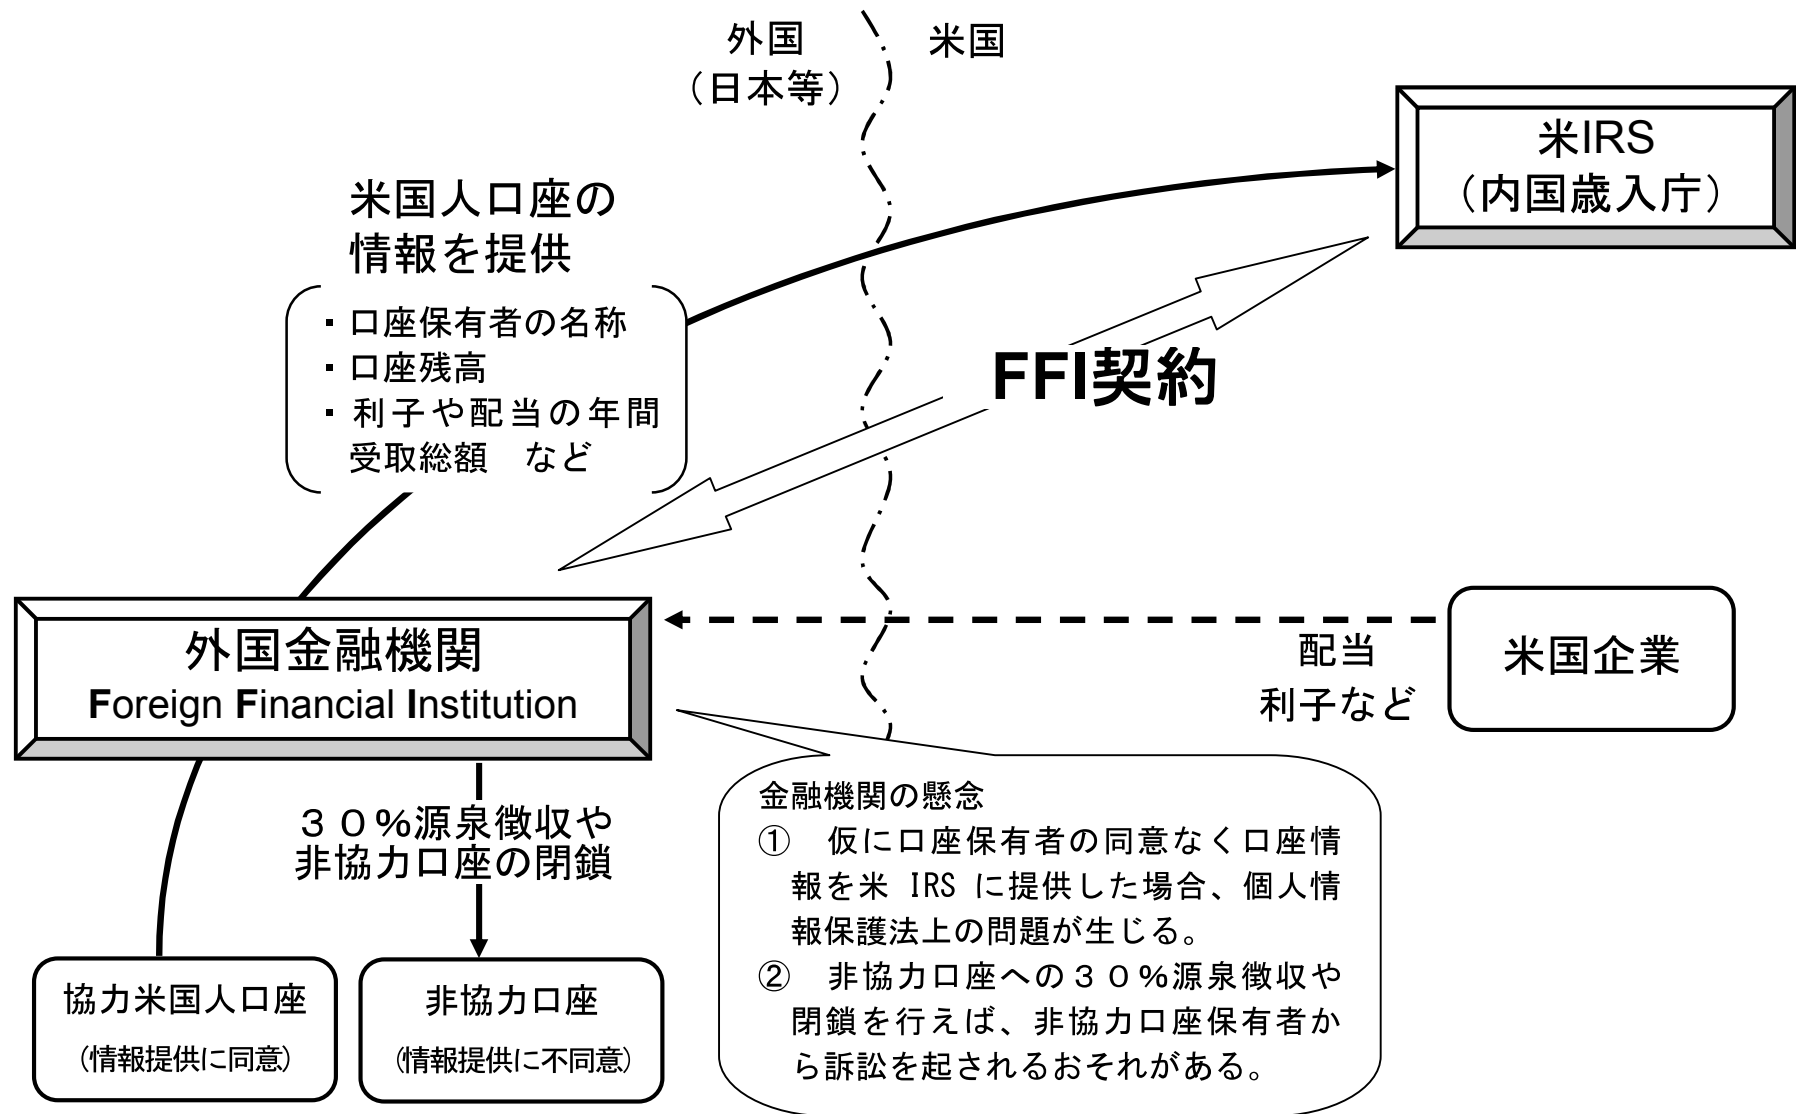 外国
（日本等）
米国
米IRS
（内国歳入庁）
米国人口座の
情報を提供
・口座保有者の名称
・口座残高
・利子や配当の年間
受取総額　など
FFI契約
外国金融機関
Foreign Financial Institution
配当
利子など
米国企業
３０％源泉徴収や
非協力口座の閉鎖
金融機関の懸念
①　仮に口座保有者の同意なく口座情
報を米 IRS に提供した場合、個人情
報保護法上の問題が生じる。
②　非協力口座への３０％源泉徴収や
閉鎖を行えば、非協力口座保有者か
ら訴訟を起されるおそれがある。
協力米国人口座
（情報提供に同意）
非協力口座
（情報提供に不同意）